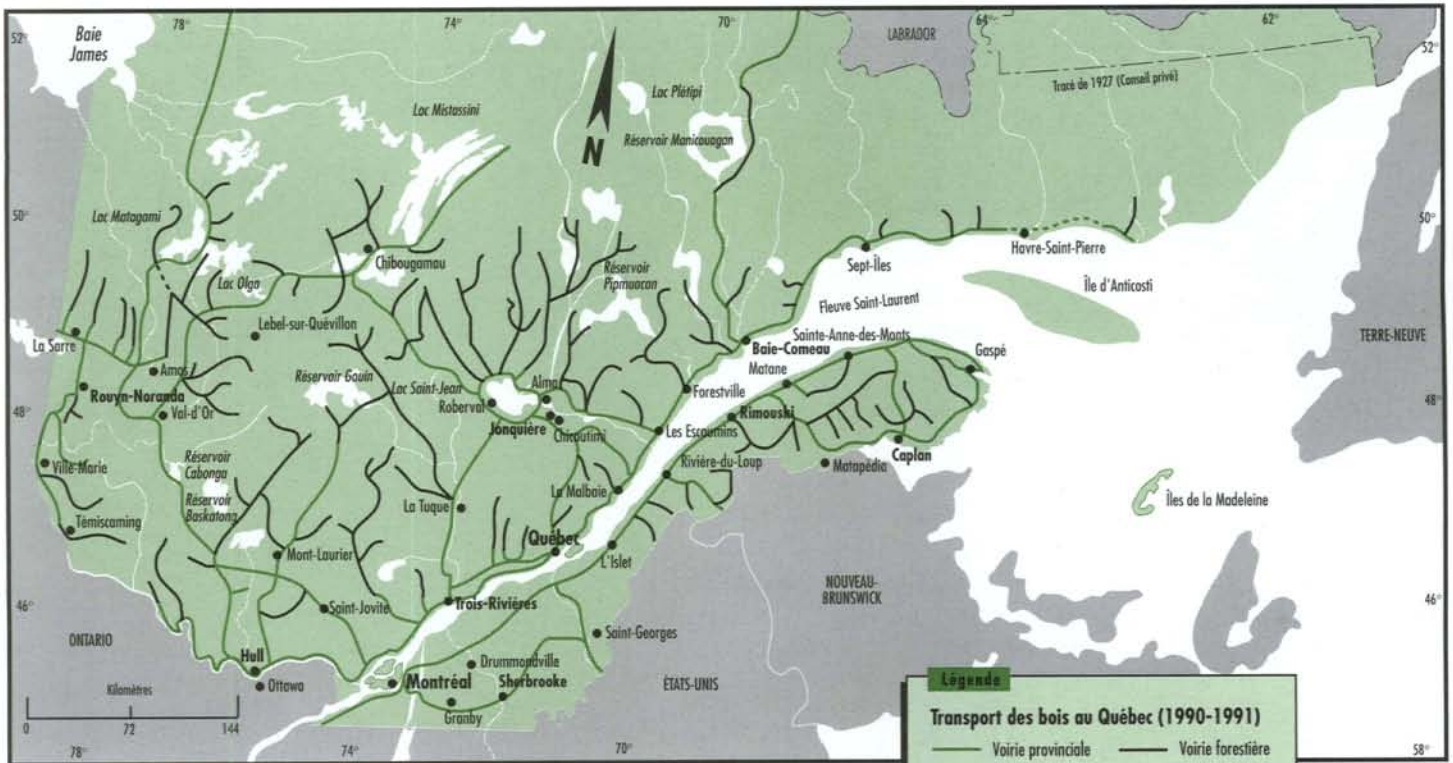 78°
74°
70°
64°
62°
52°
52°
Baie
James
LABRADOR
Tracé de 1927 (Conseil privé)
Lac Mistassini
Lac Plétipi
N
Réservoir Manicouagan
50°
50°
Lac Matagami
Chibougamau
Réservoir
Pipmuacan
Sept-Îles
Havre-Saint-Pierre
Lac Olga
Île d'Anticosti
Fleuve Saint-Laurent
La Sarre
Lebel-sur-Quévillon
Sainte-Anne-des-Monts
TERRE-NEUVE
Baie-Comeau
Gaspé
Amos
Réservoir Gouin
Lac Saint-Jean
Alma
Matane
Rouyn-Noranda
Roberval
Forestville
48°
48°
Val-d'Or
Jonquière
Chicoutimi
Rimouski
Les Escoumins
Caplan
Ville-Marie
Réservoir
Cabonga
Rivière-du-Loup
Matapédia
Réservoir
Baskatong
La Tuque
La Malbaie
Îles de la Madeleine
Témiscaming
Mont-Laurier
Québec
L'Islet
NOUVEAU-
BRUNSWICK
46°
46°
Saint-Jovite
Trois-Rivières
ONTARIO
Saint-Georges
Hull
Drummondville
Ottawa
Montréal
Sherbrooke
ÉTATS-UNIS
Kilomètres
Granby
0
72
144
78°
74°
70°
58°
Légende
Transport des bois au Québec (1990-1991)
Voirie provinciale
Voirie forestière